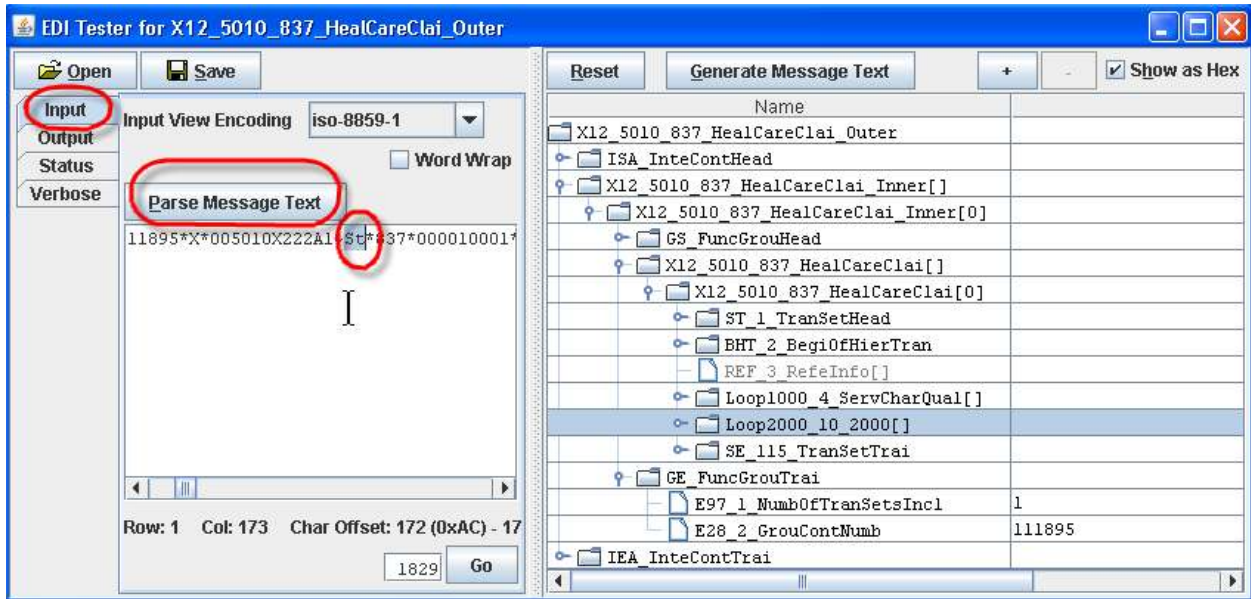 EDI Tester for X12_5010_837_HealCareClai_Outer
Open Save
Input
Output
Status
Verbose
Input View Encoding iso-8859-1
Word Wrap
Parse Message Text
11895*X*005010X222A1 St*837*000010001*
Row: 1 Col: 173 Char Offset: 172 (0xAC) - 17
1829 Go
Reset Generate Message Text + - Show as Hex
Name
X12_5010_837_HealCareClai_Outer
ISA_InteContHead
X12_5010_837_HealCareClai_Inner[]
X12_5010_837_HealCareClai_Inner[0]
GS_FuncGrouHead
X12_5010_837_HealCareClai[]
X12_5010_837_HealCareClai[0]
ST_1_TranSetHead
BHT_2_BegiOfHierTran
REF_3_RefeInfo[]
Loop1000_4_ServCharQual[]
Loop2000_10_2000[]
SE_115_TranSetTrai
GE_FuncGrouTrai
E97_1_NumbOfTranSetsIncl 1
E28_2_GrouContNumb 111895
IEA_InteContTrai